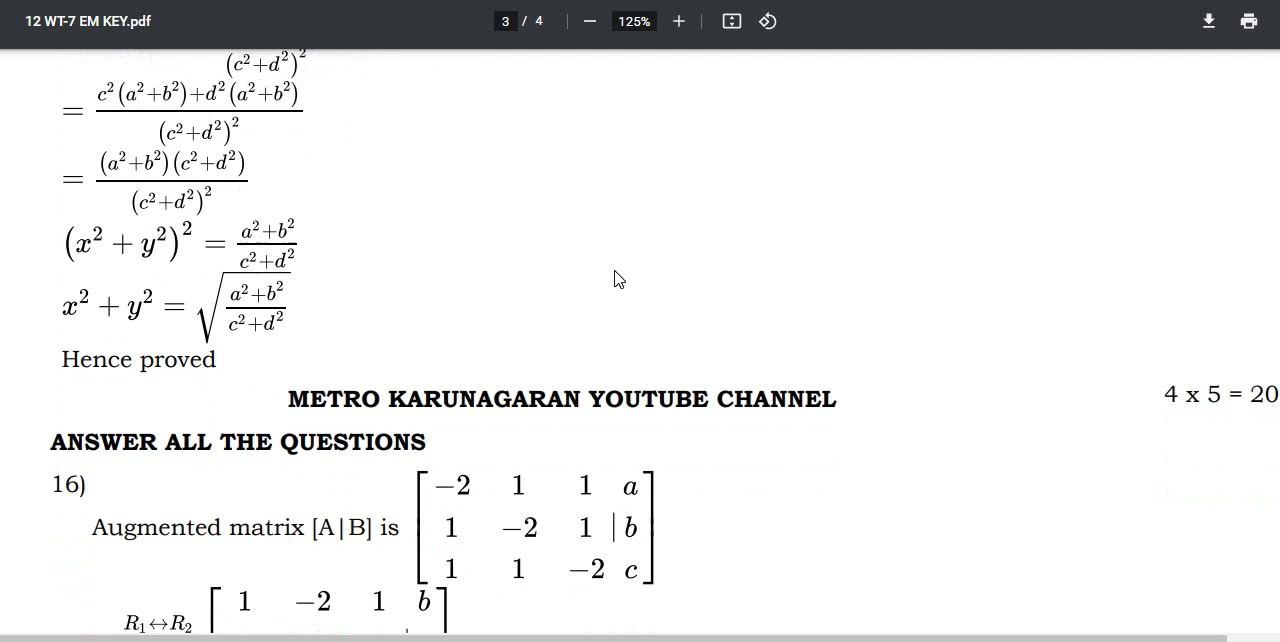 12 WT-7 EM KEY.pdf
3 / 4
125%
(c²+d²)²
= c²(a²+b²)+d²(a²+b²)
(c²+d²)²
= (a²+b²)(c²+d²)
(c²+d²)²
(x² + y²)² = a²+b²
c²+d²
x² + y² = √ a²+b²
c²+d²
Hence proved
METRO KARUNAGARAN YOUTUBE CHANNEL
4 x 5 = 20
ANSWER ALL THE QUESTIONS
16)
−2 1 1 a
Augmented matrix [A|B] is 1 −2 1 | b
1 1 −2 c
1 −2 1 b
R₁↔R₂